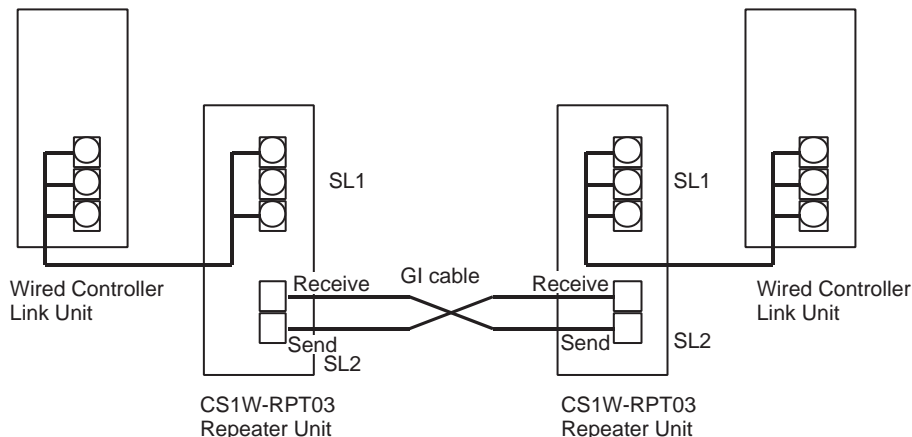 SL1
SL1
Wired Controller
Link Unit
Receive
GI cable
Receive
Wired Controller
Link Unit
Send
SL2
Send
SL2
CS1W-RPT03
Repeater Unit
CS1W-RPT03
Repeater Unit